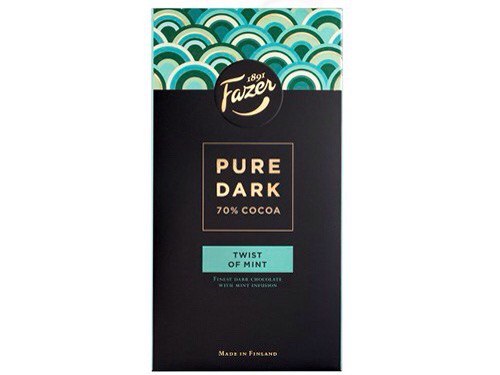 1891
Fazer
PURE
DARK
70% COCOA
TWIST
OF MINT
FINEST DARK CHOCOLATE
WITH MINT INFUSION
MADE IN FINLAND